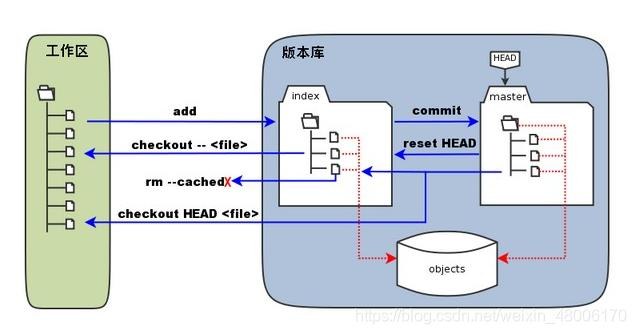 工作区
版本库
HEAD
index
master
add
commit
checkout -- <file>
reset HEAD
rm --cached
X
checkout HEAD <file>
objects
https://blog.csdn.net/weixin_48006170